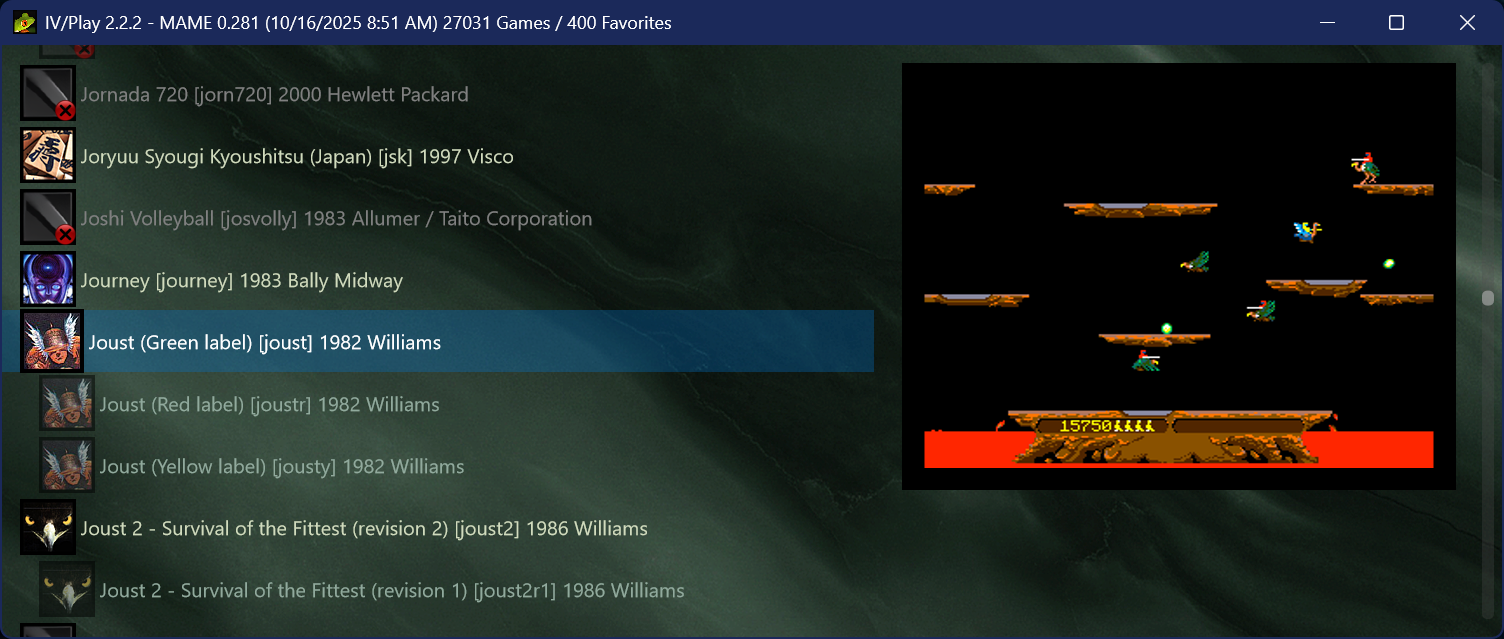 IV/Play 2.2.2 - MAME 0.281 (10/16/2025 8:51 AM) 27031 Games / 400 Favorites
Jornada 720 [jorn720] 2000 Hewlett Packard
Joryuu Syougi Kyoushitsu (Japan) [jsk] 1997 Visco
Joshi Volleyball [josvolly] 1983 Allumer / Taito Corporation
Journey [journey] 1983 Bally Midway
Joust (Green label) [joust] 1982 Williams
Joust (Red label) [joustr] 1982 Williams
Joust (Yellow label) [jousty] 1982 Williams
Joust 2 - Survival of the Fittest (revision 2) [joust2] 1986 Williams
Joust 2 - Survival of the Fittest (revision 1) [joust2r1] 1986 Williams
15750